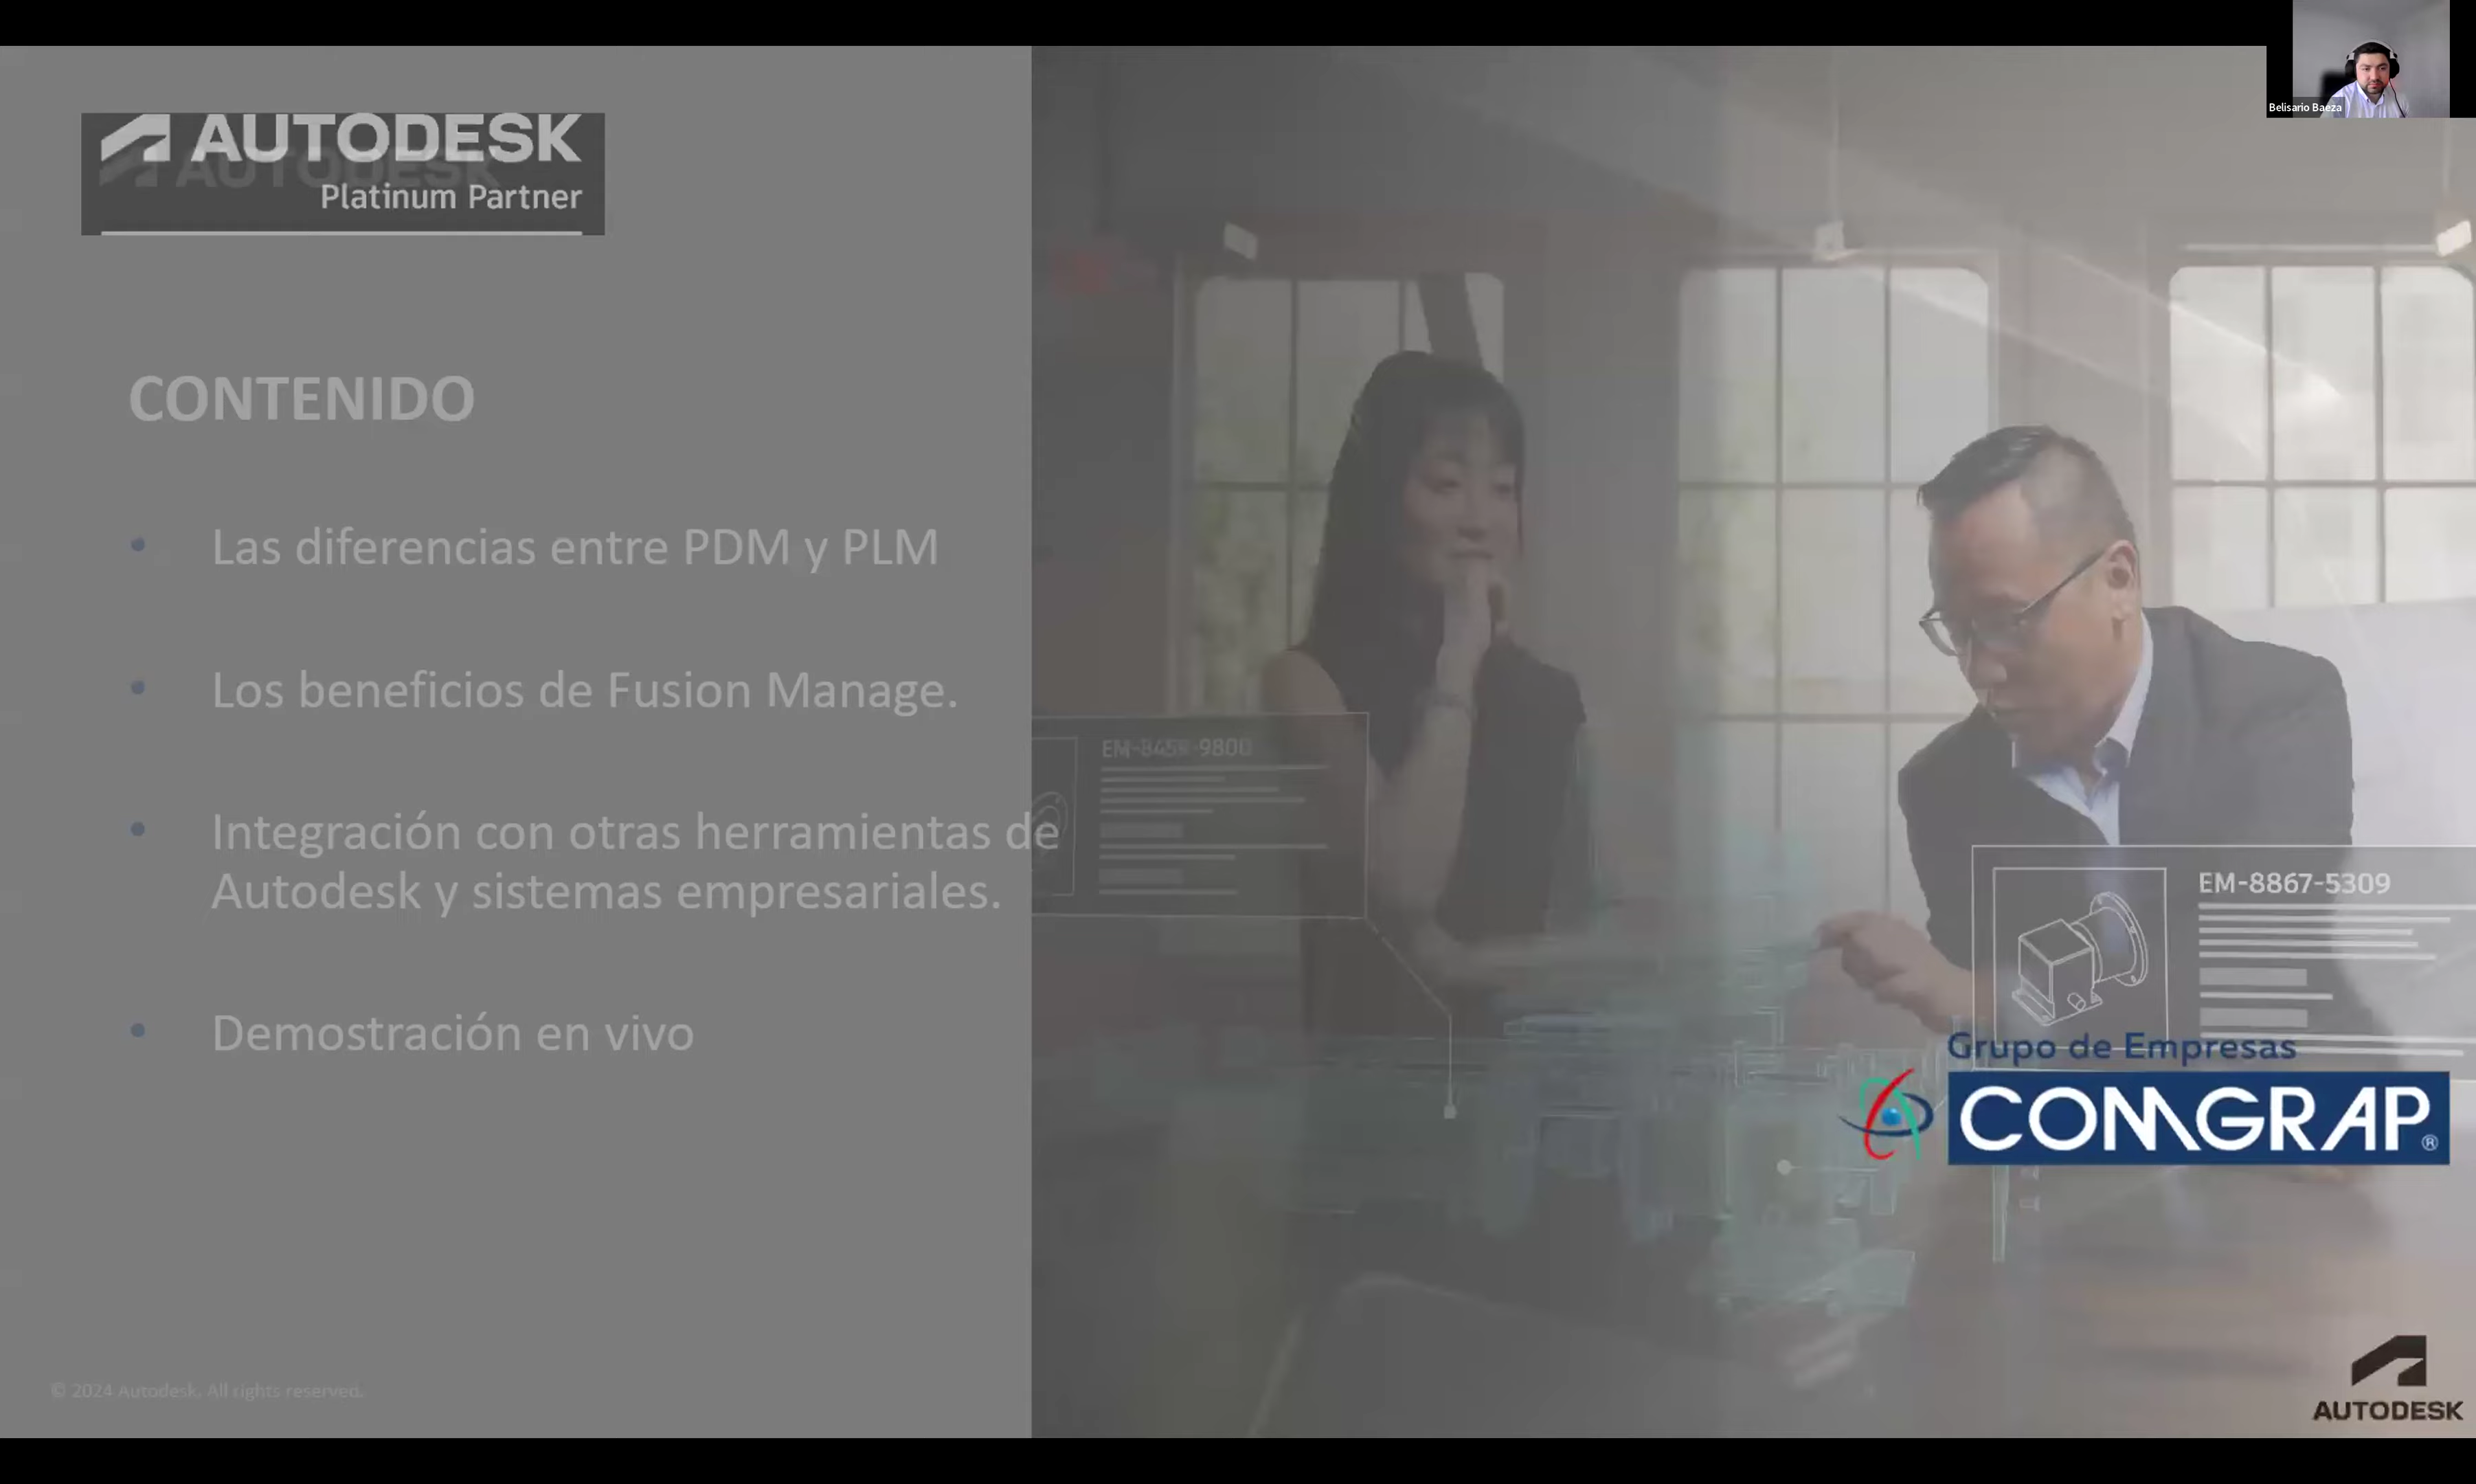 Belisario Baeza
AUTODESK
Platinum Partner
CONTENIDO
• Las diferencias entre PDM y PLM
• Los beneficios de Fusion Manage.
• Integración con otras herramientas de
Autodesk y sistemas empresariales.
• Demostración en vivo
EM-8867-5309
Grupo de Empresas
COMGRAP®
© 2024 Autodesk. All rights reserved.
AUTODESK